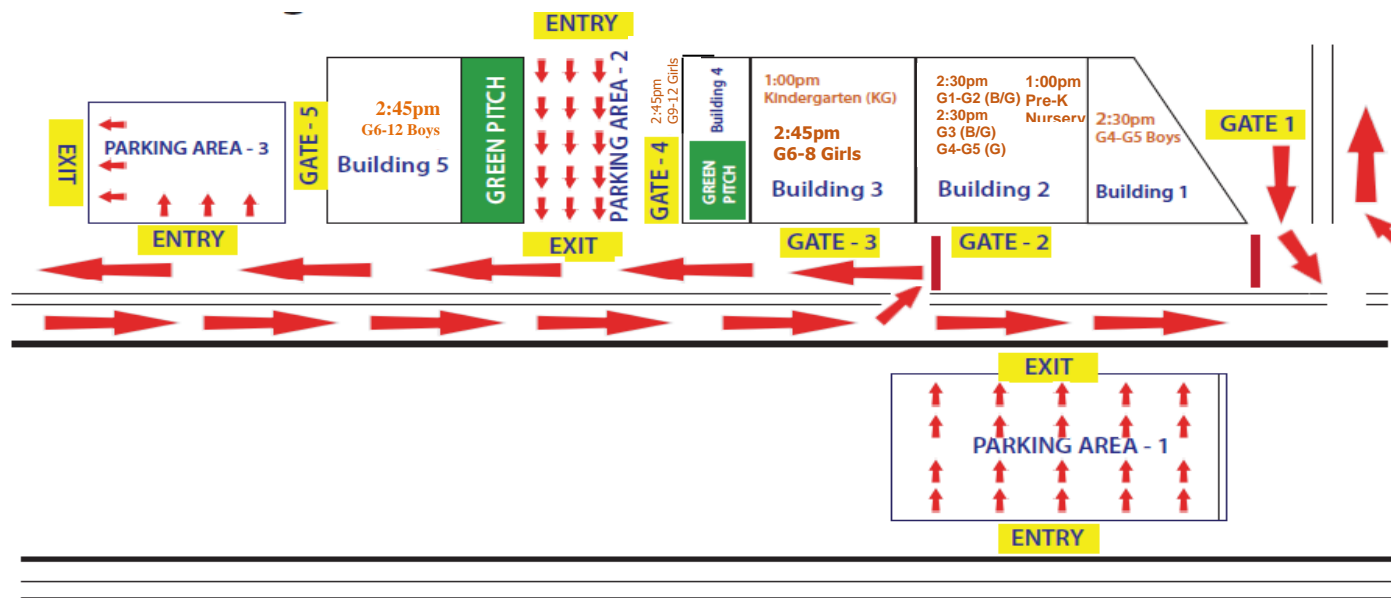 ENTRY
EXIT
PARKING AREA - 3
ENTRY
GATE - 5
2:45pm
G6-12 Boys
Building 5
GREEN PITCH
PARKING AREA - 2
EXIT
2:45pm
G9-12 Girls
GATE - 4
Building 4
GREEN
PITCH
1:00pm
Kindergarten (KG)
2:45pm
G6-8 Girls
Building 3
GATE - 3
2:30pm
G1-G2 (B/G)
2:30pm
G3 (B/G)
G4-G5 (G)
1:00pm
Pre-K
Nursery
Building 2
GATE - 2
2:30pm
G4-G5 Boys
Building 1
GATE 1
EXIT
PARKING AREA - 1
ENTRY